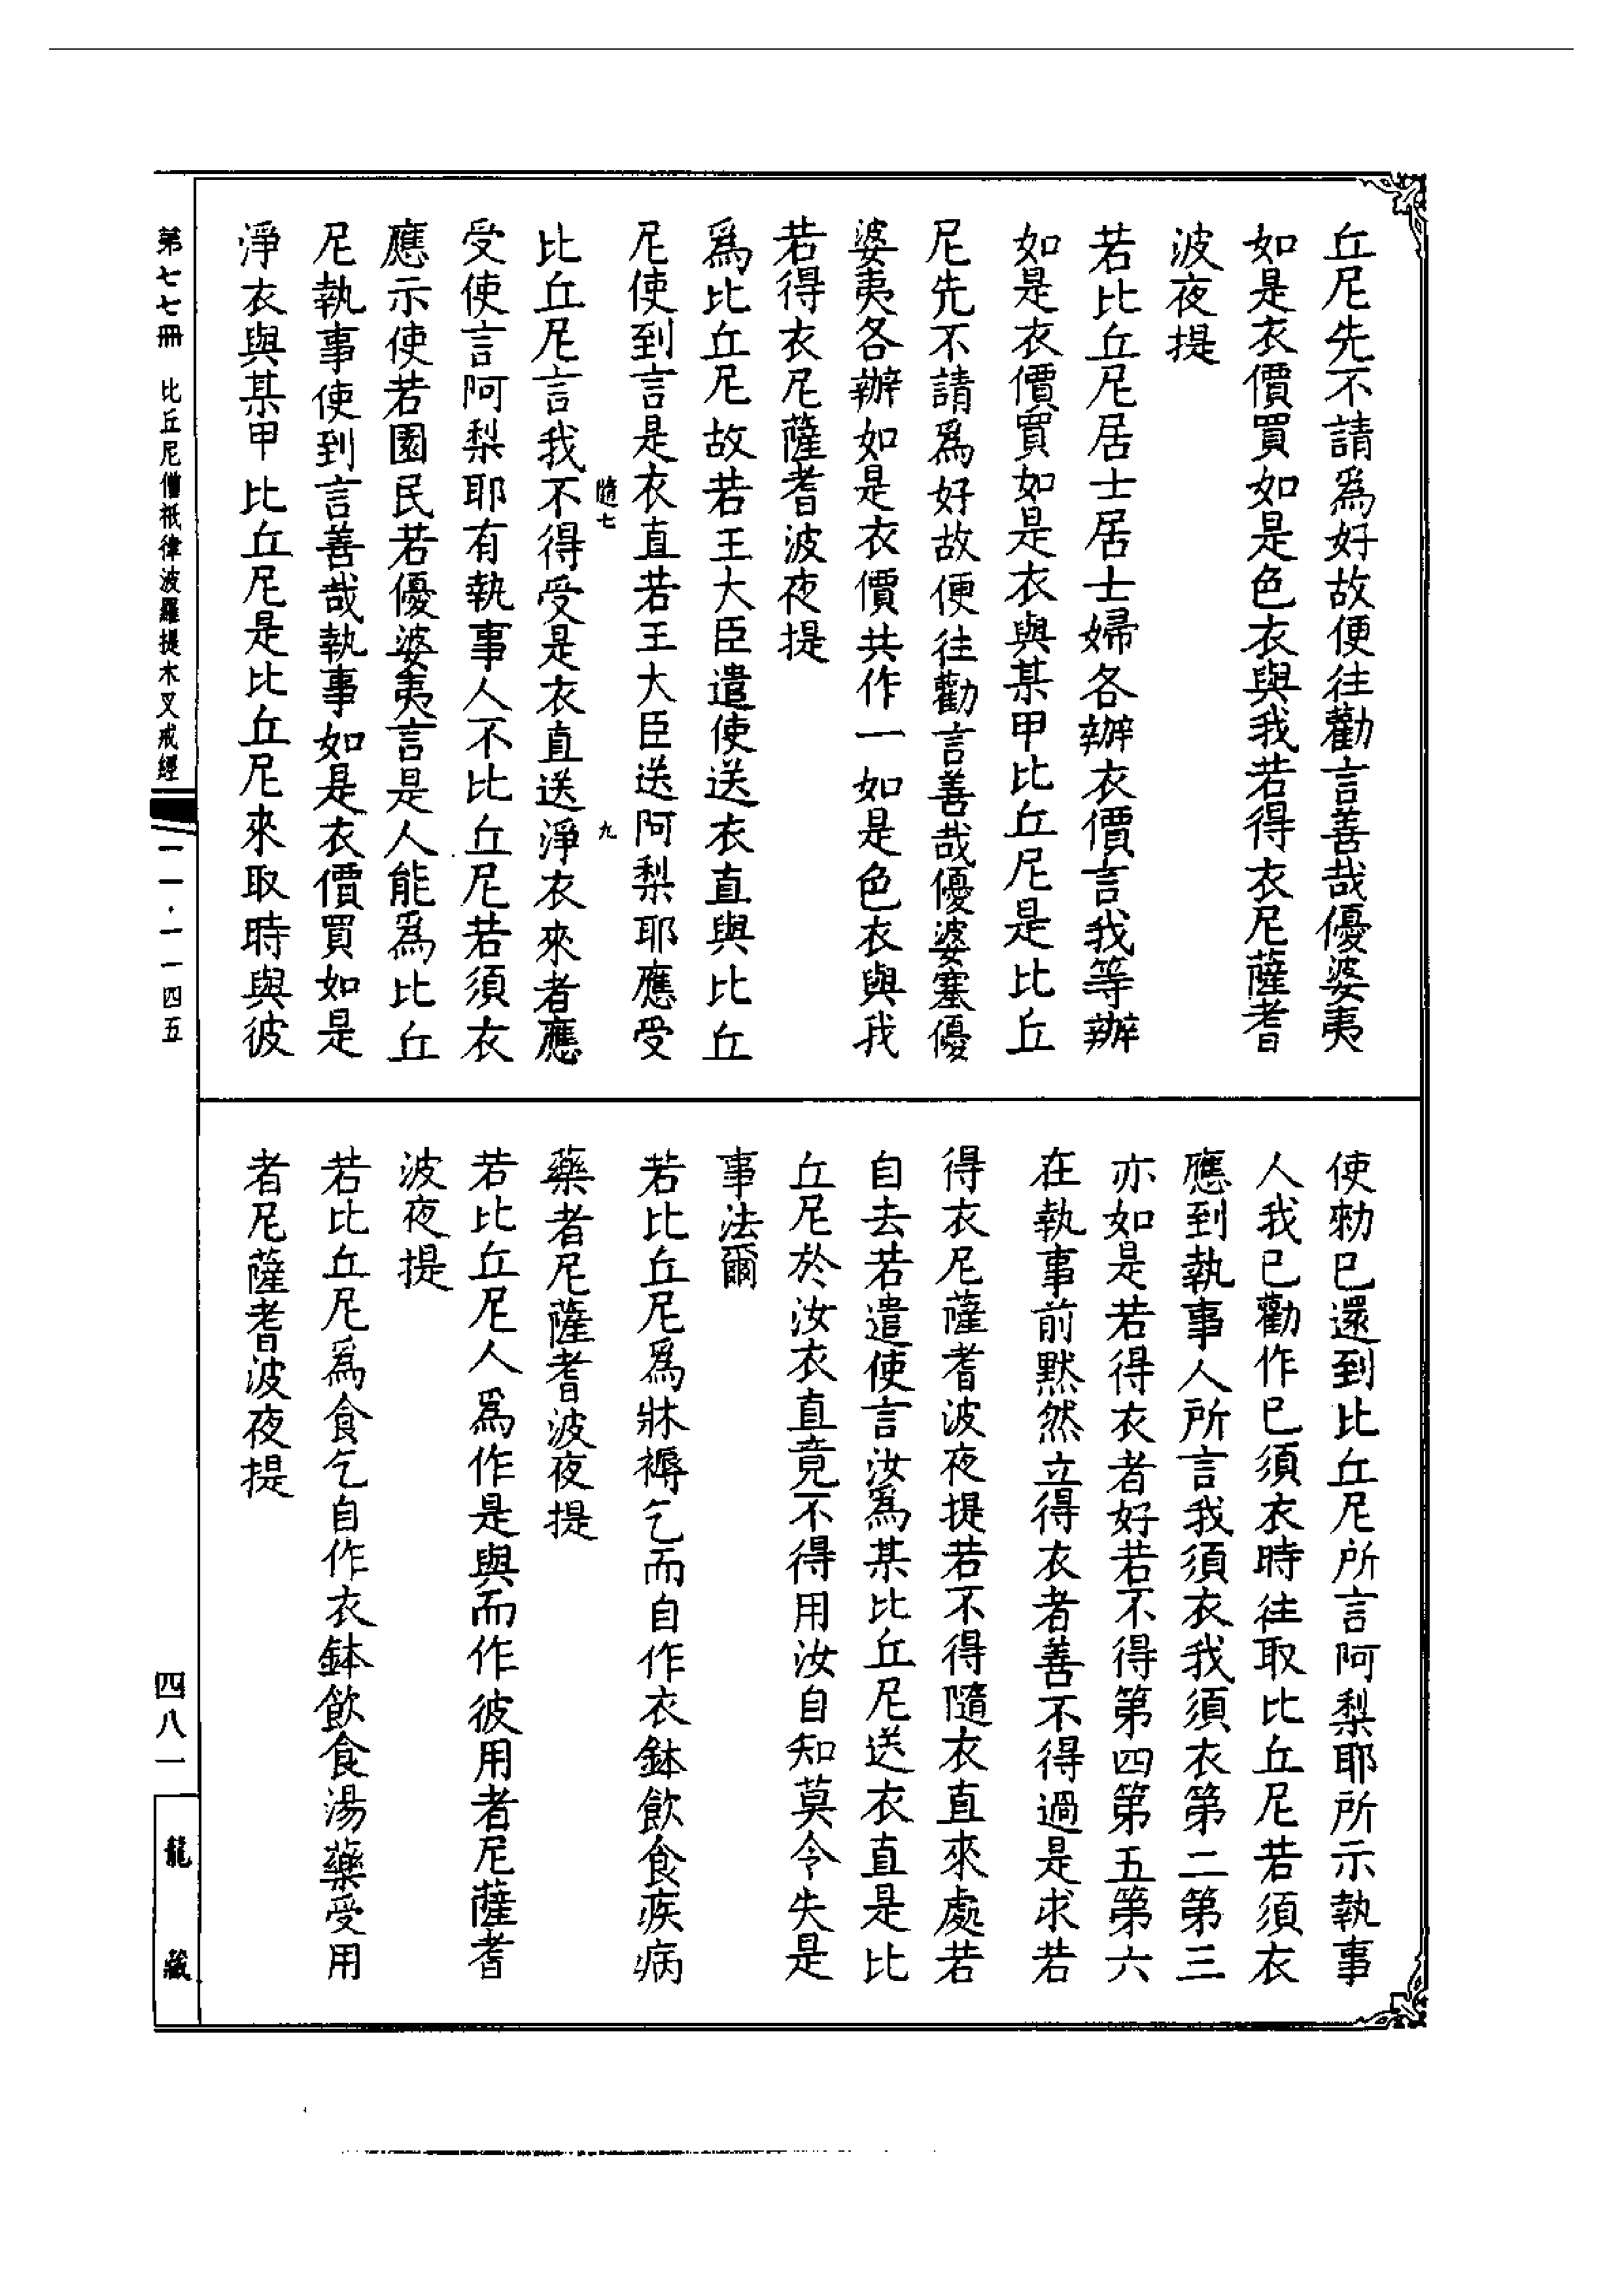 丘尼先不請爲好故便往勸言善哉優婆夷
如是衣價買如是色衣與我若得衣尼薩耆
波夜提
若比丘尼居士居士婦各辦衣價言我等辦
如是衣價買如是衣與某甲比丘尼是比丘
尼先不請爲好故便往勸言善哉優婆塞優
婆夷各辦如是衣價共作一如是色衣與我
若得衣尼薩耆波夜提
爲比丘尼故若王大臣遣使送衣直與比丘
尼使到言是衣直若王大臣送阿梨耶應受
隨七 九
比丘尼言我不得受是衣直送淨衣來者應
受使言阿梨耶有執事人不比丘尼若須衣
應示使若園民若優婆夷言是人能爲比丘
尼執事使到言善哉執事如是衣價買如是
淨衣與某甲比丘尼是比丘尼來取時與彼
使勑已還到比丘尼所言阿梨耶所示執事
人我已勸作已須衣時往取比丘尼若須衣
應到執事人所言我須衣我須衣第二第三
亦如是若得衣者好若不得第四第五第六
在執事前默然立得衣者善不得過是求若
得衣尼薩耆波夜提若不得隨衣直來處若
自去若遣使言汝爲某比丘尼送衣直是比
丘尼於汝衣直竟不得用汝自知莫令失是
事法爾
若比丘尼爲牀褥乞而自作衣鉢飲食疾病
藥者尼薩耆波夜提
若比丘尼人爲作是與而作彼用者尼薩耆
波夜提
若比丘尼爲食乞自作衣鉢飲食湯藥受用
者尼薩耆波夜提
第七七冊 比丘尼僧祇律波羅提木叉戒經
一一一·一一四五
四八一
龍藏